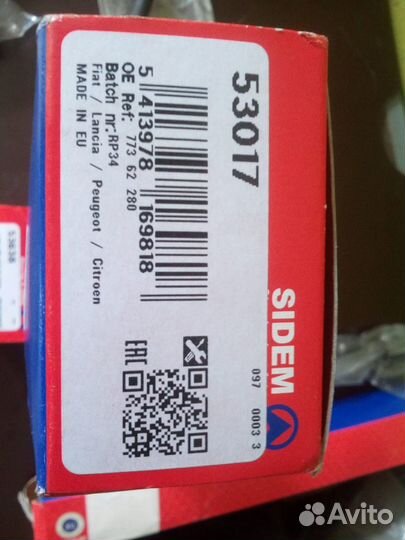 53017
SIDEM
5 413978 169818
OE Ref: 773 62 280
Batch nr:RP34
Fiat / Lancia / Peugeot / Citroen
MADE IN EU
EAC
097 0003 3
53638
Avito